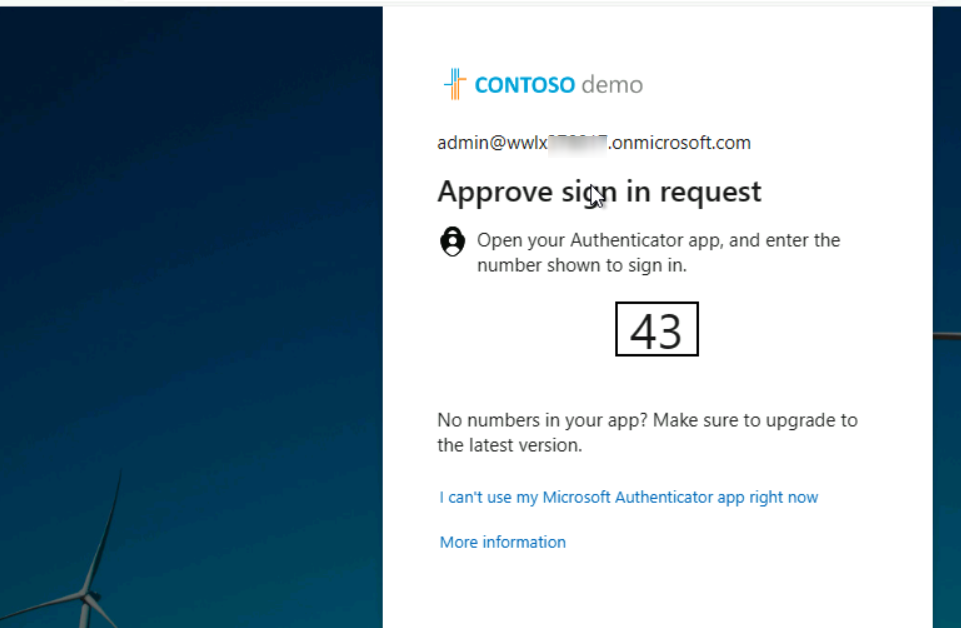 CONTOSO demo
admin@wwlx .onmicrosoft.com
Approve sign in request
Open your Authenticator app, and enter the
number shown to sign in.
43
No numbers in your app? Make sure to upgrade to
the latest version.
I can't use my Microsoft Authenticator app right now
More information